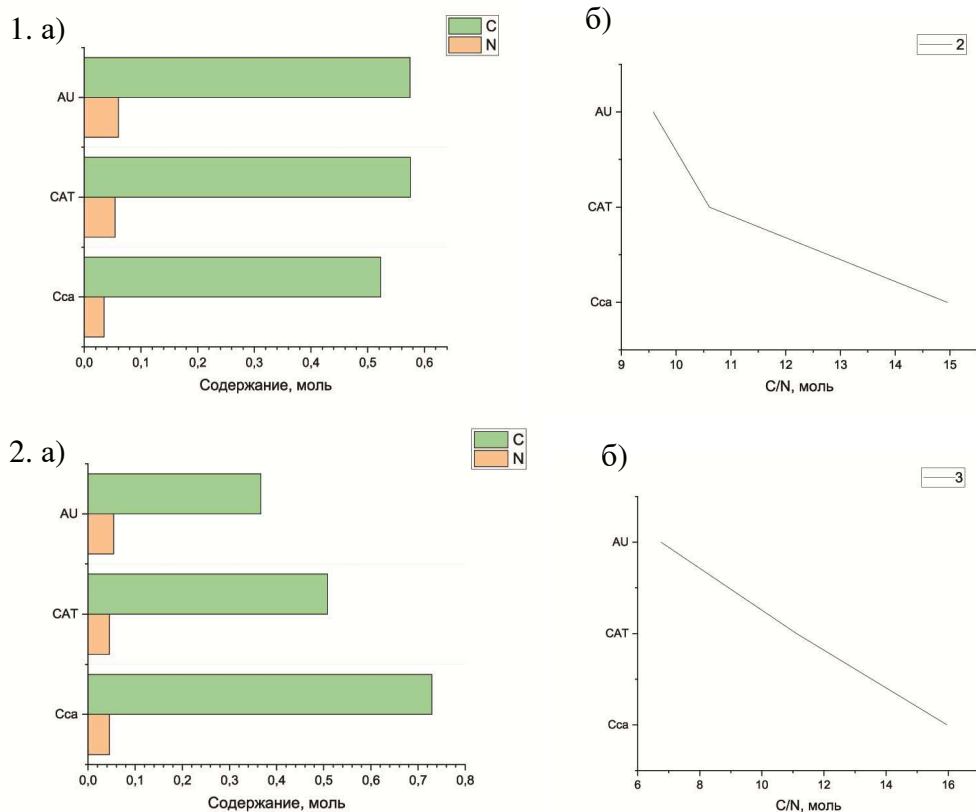 1. а)
C
N
AU
CAT
Cca
0,0 0,1 0,2 0,3 0,4 0,5 0,6
Содержание, моль
б)
2
AU
CAT
Cca
9 10 11 12 13 14 15
C/N, моль
2. а)
C
N
AU
CAT
Cca
0,0 0,1 0,2 0,3 0,4 0,5 0,6 0,7 0,8
Содержание, моль
б)
3
AU
CAT
Cca
6 8 10 12 14 16
C/N, моль